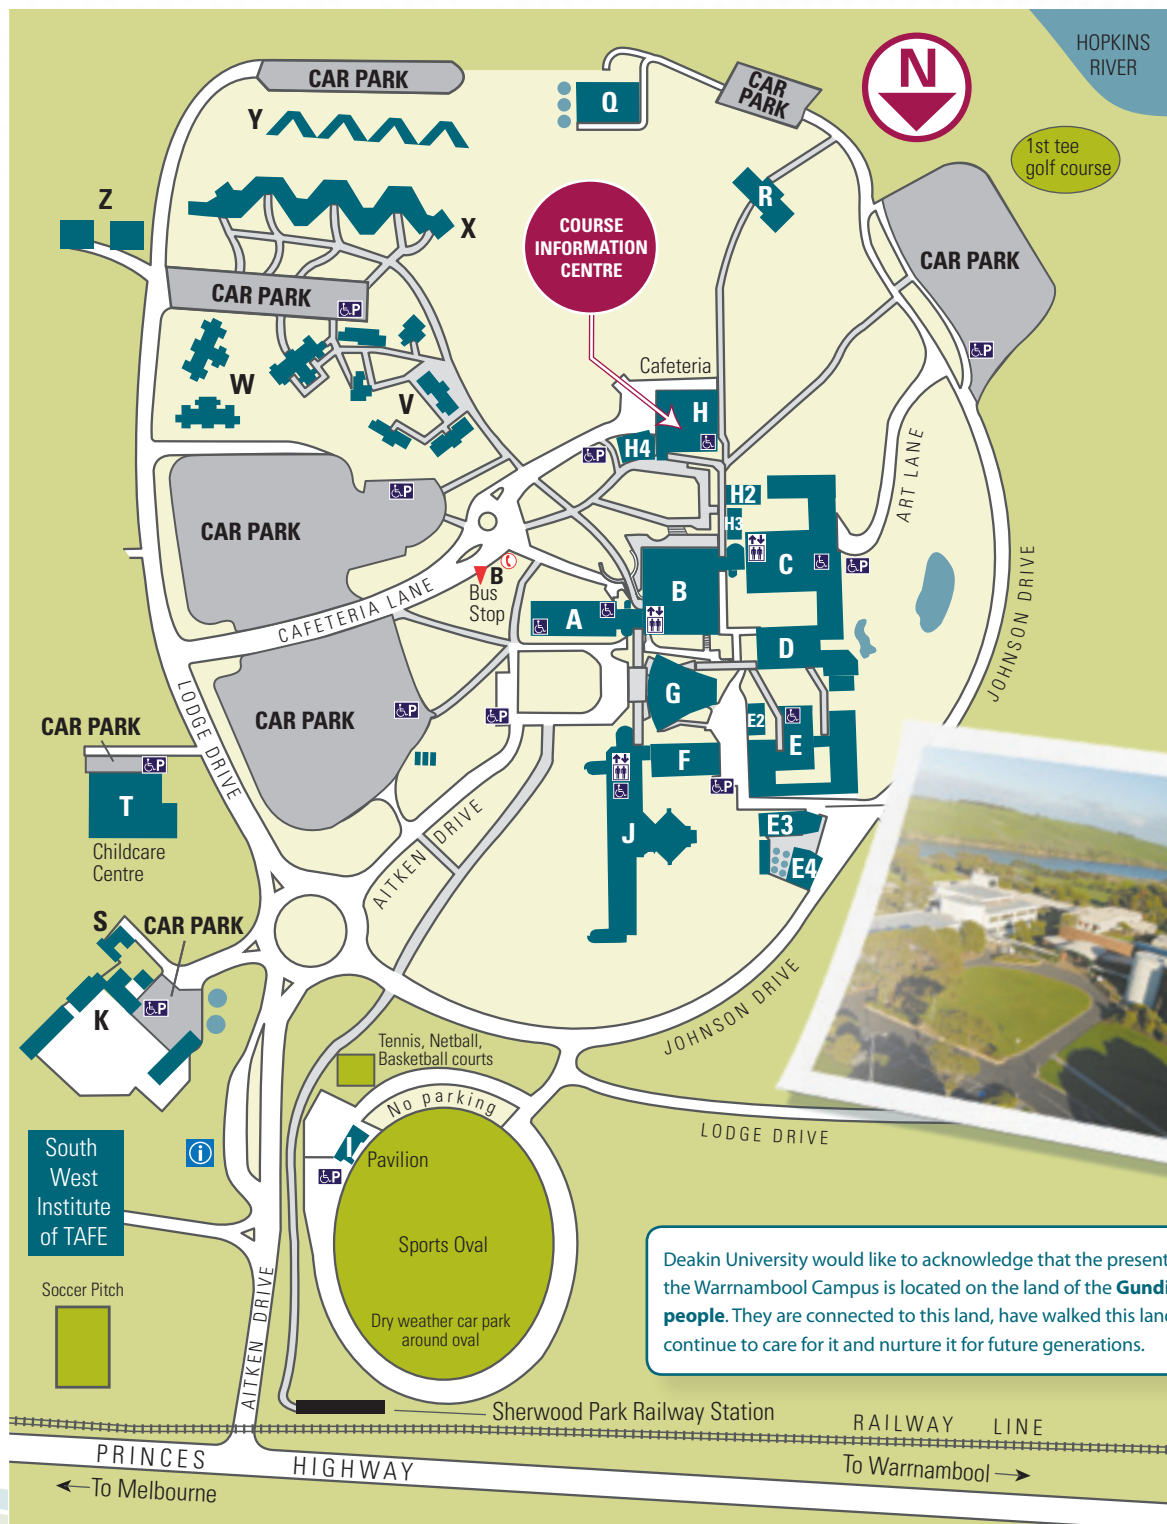 HOPKINS
RIVER
N
CAR PARK
CAR
PARK
Q
Y
1st tee
golf course
R
Z
X
COURSE
INFORMATION
CENTRE
CAR PARK
CAR PARK
P
P
W
V
Cafeteria
H
H4
P
P
H2
H3
ART LANE
CAR PARK
C
P
B
Bus
Stop
CAFETERIA LANE
B
A
D
JOHNSON DRIVE
G
LODGE DRIVE
CAR PARK
P
P
E2
E
CAR PARK
P
T
Childcare
Centre
F
P
J
E3
E4
AITKEN DRIVE
S
CAR PARK
K
P
JOHNSON DRIVE
Tennis, Netball,
Basketball courts
No parking
LODGE DRIVE
South
West
Institute
of TAFE
i
I
Pavilion
P
Sports Oval
Dry weather car park
around oval
Soccer Pitch
AITKEN DRIVE
Deakin University would like to acknowledge that the present
the Warrnambool Campus is located on the land of the Gundi
people. They are connected to this land, have walked this land
continue to care for it and nurture it for future generations.
Sherwood Park Railway Station
RAILWAY LINE
PRINCES HIGHWAY
To Melbourne
To Warrnambool